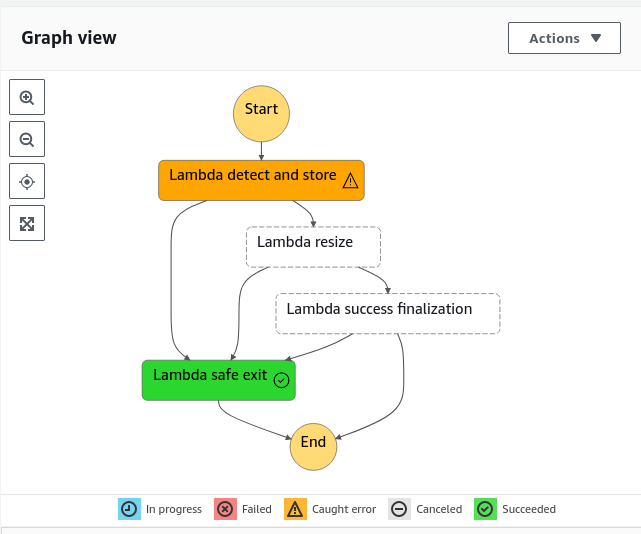 Graph view
Actions
Start
Lambda detect and store
Lambda resize
Lambda success finalization
Lambda safe exit
End
In progress
Failed
Caught error
Canceled
Succeeded